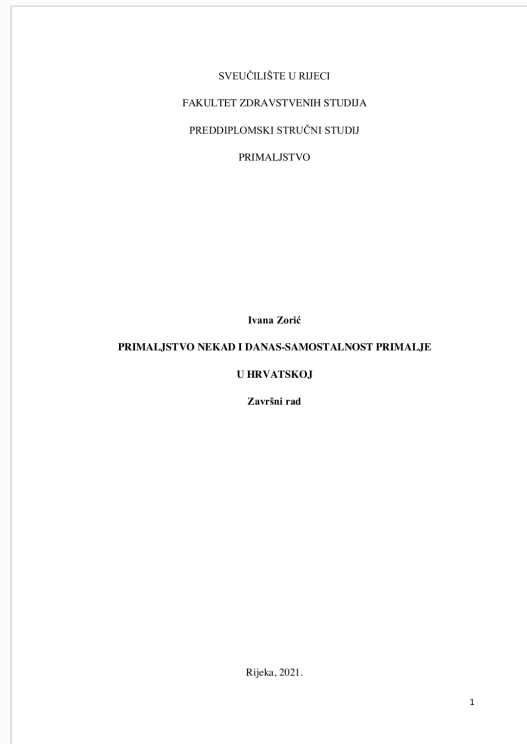 SVEUČILIŠTE U RIJECI
FAKULTET ZDRAVSTVENIH STUDIJA
PREDDIPLOMSKI STRUČNI STUDIJ
PRIMALJSTVO
Ivana Zorić
PRIMALJSTVO NEKAD I DANAS-SAMOSTALNOST PRIMALJE
U HRVATSKOJ
Završni rad
Rijeka, 2021.
1